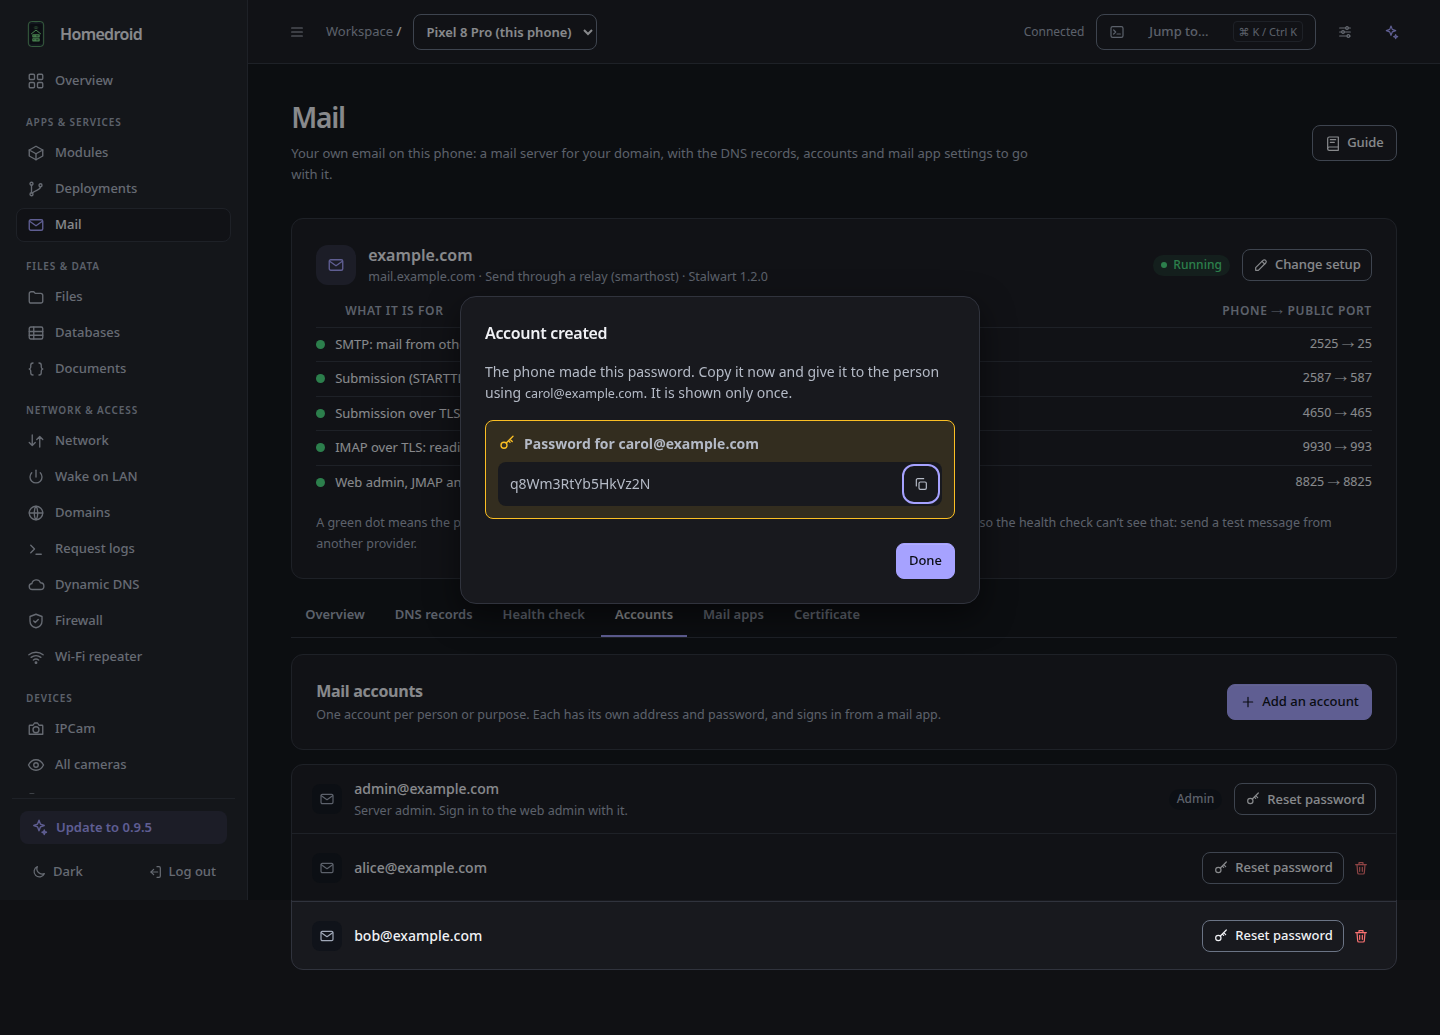 Homedroid
Workspace /
Pixel 8 Pro (this phone)
Connected
Jump to...
⌘ K / Ctrl K
Overview
APPS & SERVICES
Modules
Deployments
Mail
FILES & DATA
Files
Databases
Documents
NETWORK & ACCESS
Network
Wake on LAN
Domains
Request logs
Dynamic DNS
Firewall
Wi-Fi repeater
DEVICES
IPCam
All cameras
Update to 0.9.5
Dark
Log out
Mail
Your own email on this phone: a mail server for your domain, with the DNS records, accounts and mail app settings to go
with it.
Guide
example.com
mail.example.com · Send through a relay (smarthost) · Stalwart 1.2.0
Running
Change setup
WHAT IT IS FOR
PHONE → PUBLIC PORT
SMTP: mail from oth
2525 → 25
Submission (STARTT
2587 → 587
Submission over TLS
4650 → 465
IMAP over TLS: readi
9930 → 993
Web admin, JMAP an
8825 → 8825
A green dot means the p
so the health check can't see that: send a test message from
another provider.
Account created
The phone made this password. Copy it now and give it to the person
using carol@example.com. It is shown only once.
Password for carol@example.com
q8Wm3RtYb5HkVz2N
Done
Overview
DNS records
Health check
Accounts
Mail apps
Certificate
Mail accounts
One account per person or purpose. Each has its own address and password, and signs in from a mail app.
Add an account
admin@example.com
Server admin. Sign in to the web admin with it.
Admin
Reset password
alice@example.com
Reset password
bob@example.com
Reset password